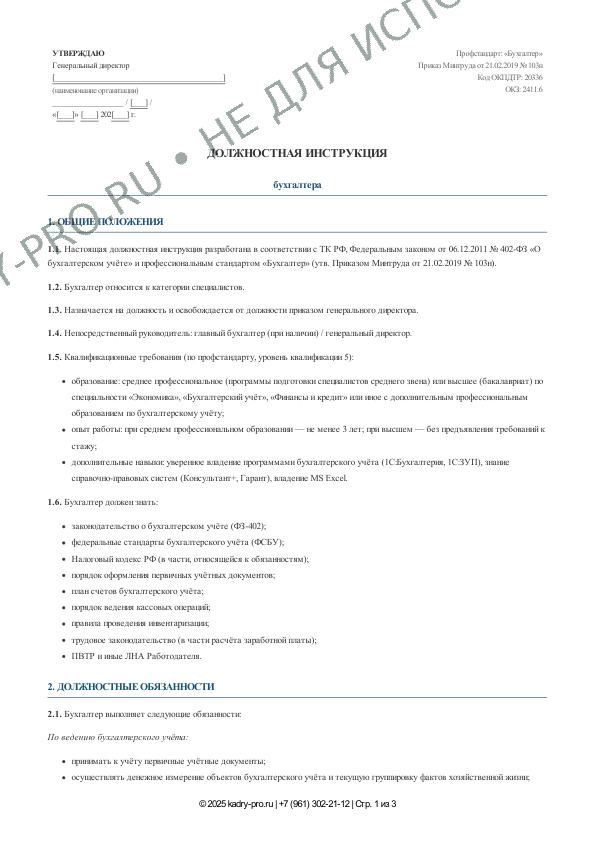 УТВЕРЖДАЮ
Генеральный директор
[________________________________________]
(наименование организации)
__________________ / [___] /
«[___]» [___] 202[___] г.
Профстандарт: «Бухгалтер»
Приказ Минтруда от 21.02.2019 № 103н
Код ОКПДТР: 20336
ОКЗ: 2411.6
Y-PRO.RU • НЕ ДЛЯ ИСПО
ДОЛЖНОСТНАЯ ИНСТРУКЦИЯ
бухгалтера
1. ОБЩИЕ ПОЛОЖЕНИЯ
1.1. Настоящая должностная инструкция разработана в соответствии с ТК РФ, Федеральным законом от 06.12.2011 № 402-ФЗ «О
бухгалтерском учёте» и профессиональным стандартом «Бухгалтер» (утв. Приказом Минтруда от 21.02.2019 № 103н).
1.2. Бухгалтер относится к категории специалистов.
1.3. Назначается на должность и освобождается от должности приказом генерального директора.
1.4. Непосредственный руководитель: главный бухгалтер (при наличии) / генеральный директор.
1.5. Квалификационные требования (по профстандарту, уровень квалификации 5):
• образование: среднее профессиональное (программы подготовки специалистов среднего звена) или высшее (бакалавриат) по
специальности «Экономика», «Бухгалтерский учёт», «Финансы и кредит» или иное с дополнительным профессиональным
образованием по бухгалтерскому учёту;
• опыт работы: при среднем профессиональном образовании — не менее 3 лет; при высшем — без предъявления требований к
стажу;
• дополнительные навыки: уверенное владение программами бухгалтерского учёта (1С:Бухгалтерия, 1С:ЗУП), знание
справочно-правовых систем (Консультант+, Гарант), владение MS Excel.
1.6. Бухгалтер должен знать:
• законодательство о бухгалтерском учёте (ФЗ-402);
• федеральные стандарты бухгалтерского учёта (ФСБУ);
• Налоговый кодекс РФ (в части, относящейся к обязанностям);
• порядок оформления первичных учётных документов;
• план счетов бухгалтерского учёта;
• порядок ведения кассовых операций;
• правила проведения инвентаризации;
• трудовое законодательство (в части расчёта заработной платы);
• ПВТР и иные ЛНА Работодателя.
2. ДОЛЖНОСТНЫЕ ОБЯЗАННОСТИ
2.1. Бухгалтер выполняет следующие обязанности:
По ведению бухгалтерского учёта:
• принимать к учёту первичные учётные документы;
• осуществлять денежное измерение объектов бухгалтерского учёта и текущую группировку фактов хозяйственной жизни;
© 2025 kadry-pro.ru | +7 (961) 302-21-12 | Стр. 1 из 3